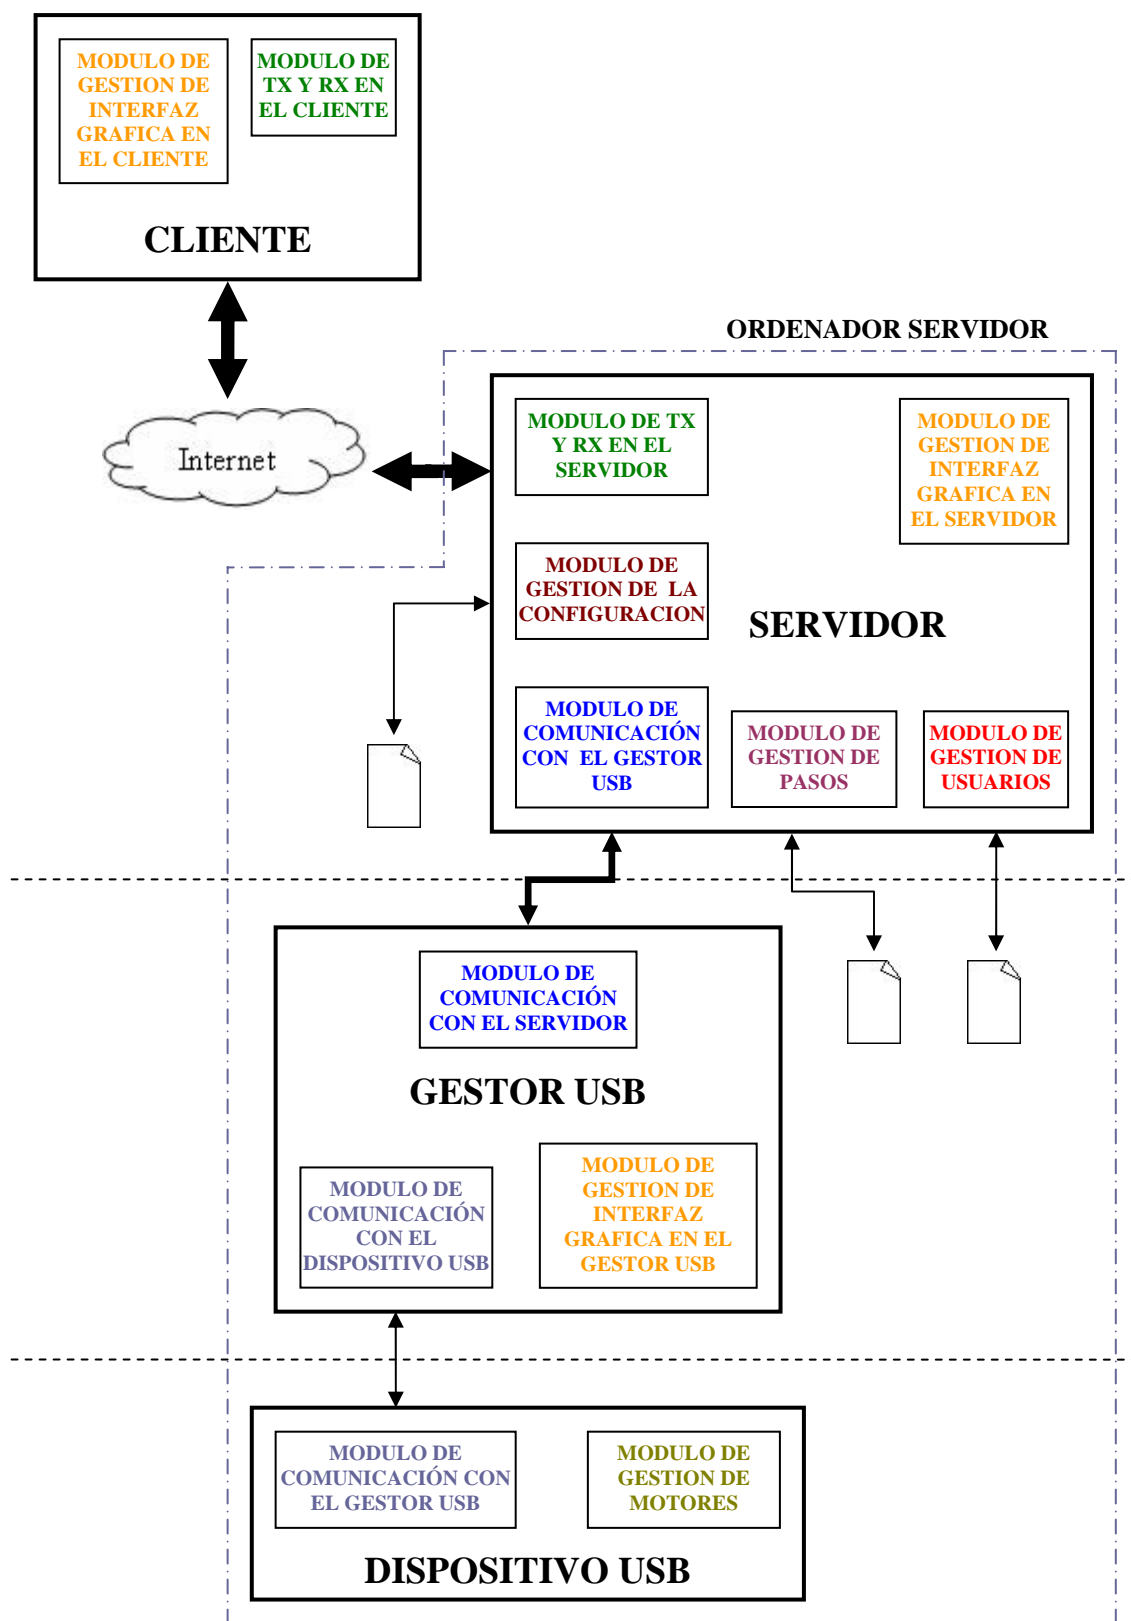 MODULO DE
GESTION DE
INTERFAZ
GRAFICA EN
EL CLIENTE
MODULO DE
TX Y RX EN
EL CLIENTE
CLIENTE
Internet
ORDENADOR SERVIDOR
MODULO DE TX
Y RX EN EL
SERVIDOR
MODULO DE
GESTION DE
INTERFAZ
GRAFICA EN
EL SERVIDOR
MODULO DE
GESTION DE LA
CONFIGURACION
SERVIDOR
MODULO DE
COMUNICACIÓN
CON EL GESTOR
USB
MODULO DE
GESTION DE
PASOS
MODULO DE
GESTION DE
USUARIOS
MODULO DE
COMUNICACIÓN
CON EL SERVIDOR
GESTOR USB
MODULO DE
COMUNICACIÓN
CON EL
DISPOSITIVO USB
MODULO DE
GESTION DE
INTERFAZ
GRAFICA EN EL
GESTOR USB
MODULO DE
COMUNICACIÓN CON
EL GESTOR USB
MODULO DE
GESTION DE
MOTORES
DISPOSITIVO USB